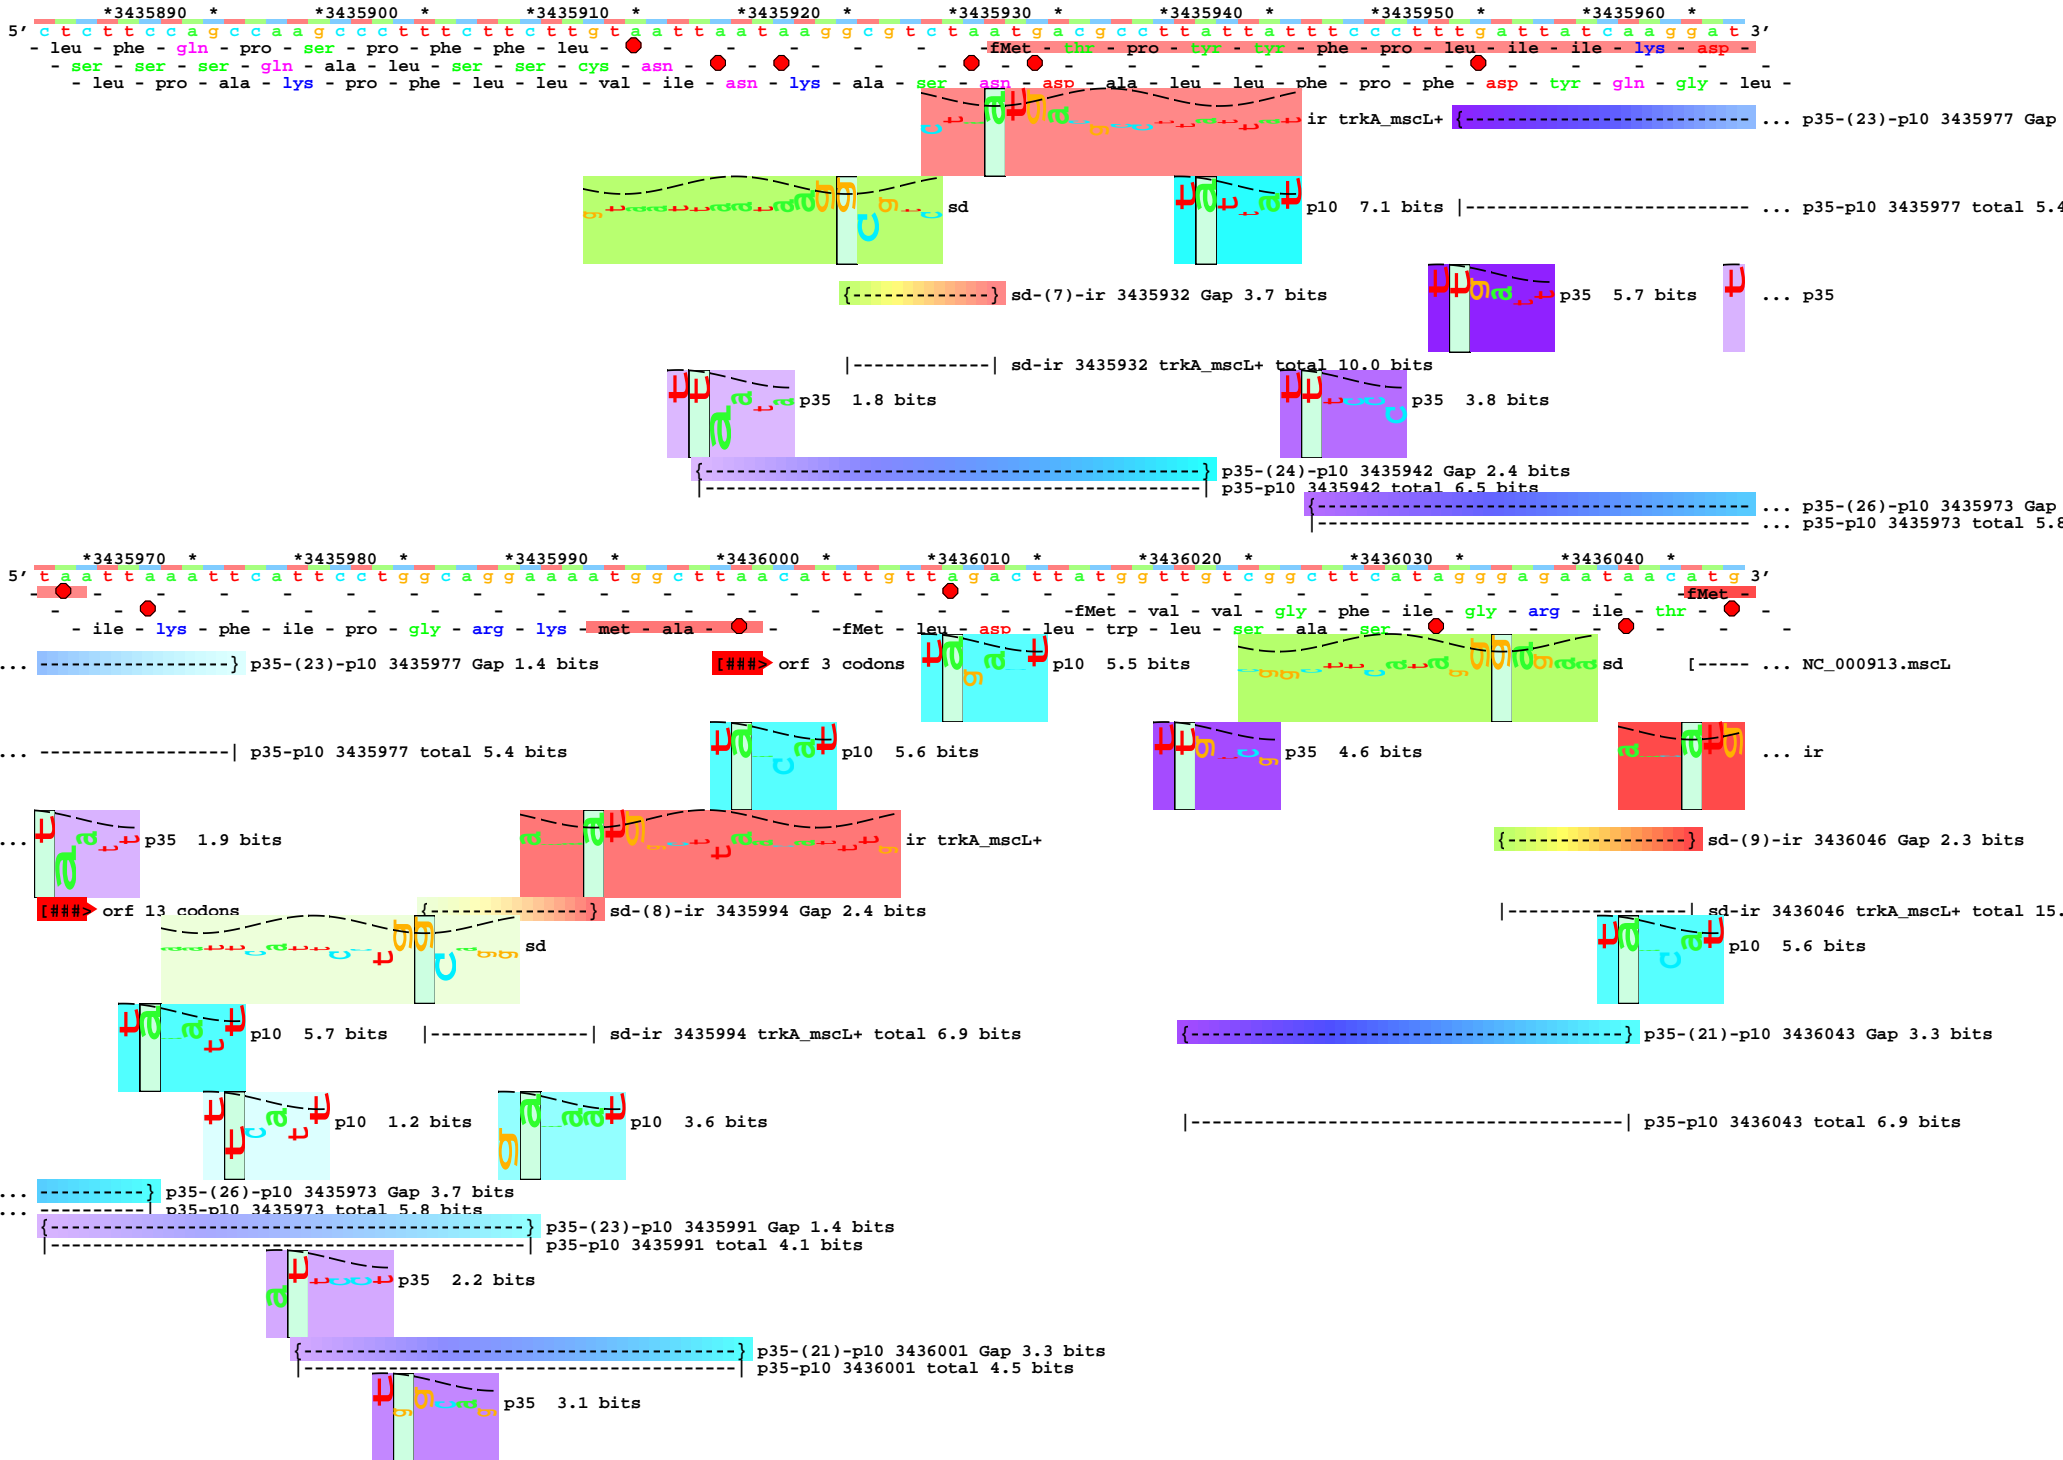 *3435890 * *3435900 * *3435910 * *3435920 * *3435930 * *3435940 * *3435950 * *3435960 *
5' c t c t t c c a g c c a a g c c c t t t c t t c t t g t a a t t a a t a a g g c g t c t a a t g a c g c c t t a t t a t t t c c c t t t g a t t a t c a a g g a t 3'
- leu - phe - gln - pro - ser - pro - phe - phe - leu - - - - - - -fMet - thr - pro - tyr - tyr - phe - pro - leu - ile - ile - lys - asp -
- ser - ser - ser - gln - ala - leu - ser - ser - cys - asn - - - - - - - - - - - - -
- leu - pro - ala - lys - pro - phe - leu - leu - val - ile - asn - lys - ala - ser - asn - asp - ala - leu - leu - phe - pro - phe - asp - tyr - gln - gly - leu -
ir trkA_mscL+ {-------------- ... p35-(23)-p10 3435977 Gap
sd
p10 7.1 bits |-------------- ... p35-p10 3435977 total 5.4
{-------------} sd-(7)-ir 3435932 Gap 3.7 bits
p35 5.7 bits ... p35
|-------------| sd-ir 3435932 trkA_mscL+ total 10.0 bits
p35 1.8 bits p35 3.8 bits
{-----------------------------------------------} p35-(24)-p10 3435942 Gap 2.4 bits
|-----------------------------------------------| p35-p10 3435942 total 6.5 bits
{----------------------------------------- ... p35-(26)-p10 3435973 Gap
|----------------------------------------- ... p35-p10 3435973 total 5.8
*3435970 * *3435980 * *3435990 * *3436000 * *3436010 * *3436020 * *3436030 * *3436040 *
5' t a a t t a a a t t c a t t c c t g g c a g g a a a a t g g c t t a a c a t t t g t t a g a c t t a t g g t t g t c g g c t t c a t a g g g a g a a t a a c a t g 3'
-fMet -
-fMet - val - val - gly - phe - ile - gly - arg - ile - thr - -
- ile - lys - phe - ile - pro - gly - arg - lys - met - ala - - -fMet - leu - asp - leu - trp - leu - ser - ala - ser - - - - -
... ------------------} p35-(23)-p10 3435977 Gap 1.4 bits [###> orf 3 codons p10 5.5 bits sd [----- ... NC_000913.mscL
... ------------------| p35-p10 3435977 total 5.4 bits p10 5.6 bits p35 4.6 bits ... ir
... p35 1.9 bits ir trkA_mscL+ {-----------------} sd-(9)-ir 3436046 Gap 2.3 bits
[###> orf 13 codons {---------------} sd-(8)-ir 3435994 Gap 2.4 bits |-----------------| sd-ir 3436046 trkA_mscL+ total 15.
sd p10 5.6 bits
p10 5.7 bits |---------------| sd-ir 3435994 trkA_mscL+ total 6.9 bits {-----------------------------------------} p35-(21)-p10 3436043 Gap 3.3 bits
p10 1.2 bits p10 3.6 bits |-----------------------------------------| p35-p10 3436043 total 6.9 bits
... ----------} p35-(26)-p10 3435973 Gap 3.7 bits
... ----------| p35-p10 3435973 total 5.8 bits
{---------------------------------------------} p35-(23)-p10 3435991 Gap 1.4 bits
|---------------------------------------------| p35-p10 3435991 total 4.1 bits
p35 2.2 bits
{-----------------------------------------} p35-(21)-p10 3436001 Gap 3.3 bits
|-----------------------------------------| p35-p10 3436001 total 4.5 bits
p35 3.1 bits